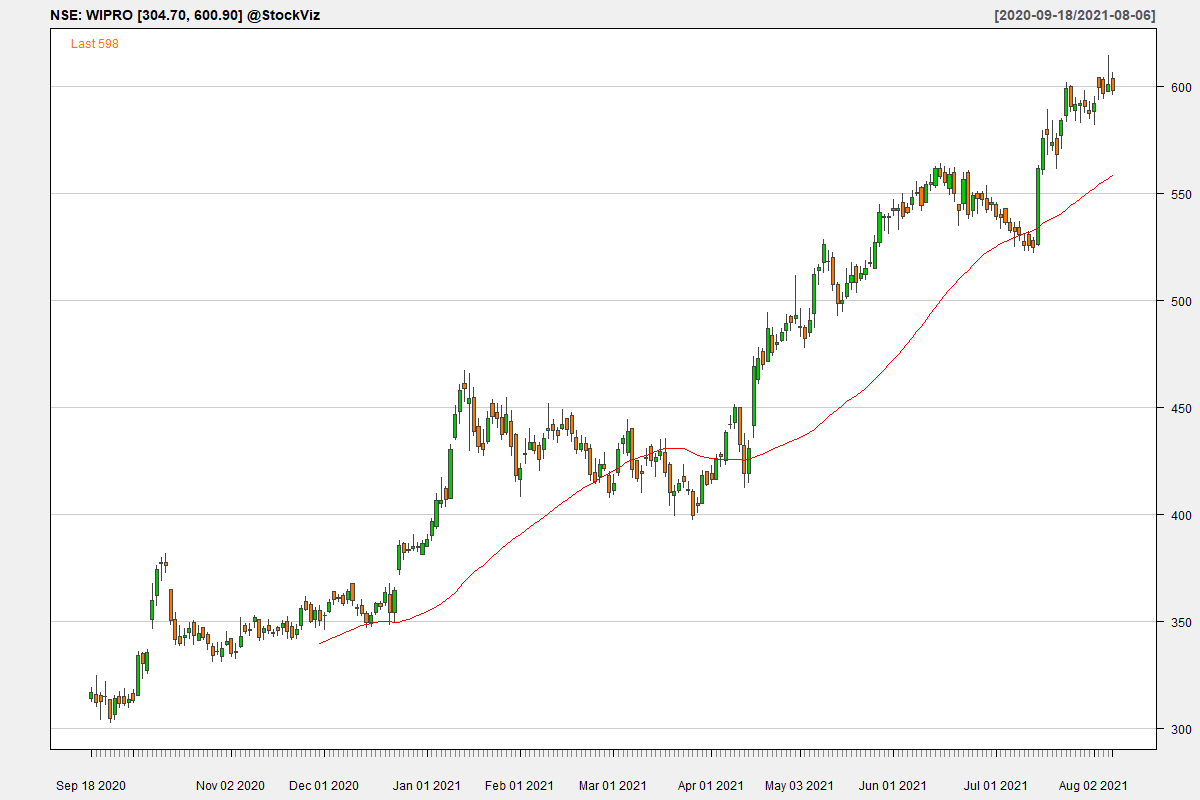 NSE: WIPRO [304.70, 600.90] @StockViz [2020-09-18/2021-08-06]
Last 598
600
550
500
450
400
350
300
Sep 18 2020 Nov 02 2020 Dec 01 2020 Jan 01 2021 Feb 01 2021 Mar 01 2021 Apr 01 2021 May 03 2021 Jun 01 2021 Jul 01 2021 Aug 02 2021